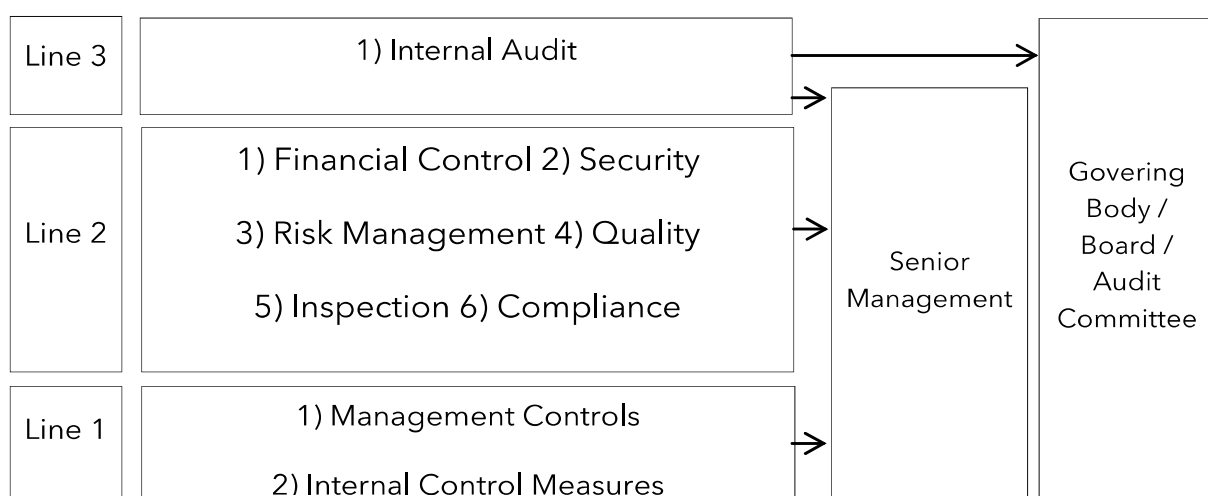 Line 3
1) Internal Audit
Line 2
1) Financial Control 2) Security
3) Risk Management 4) Quality
5) Inspection 6) Compliance
Line 1
1) Management Controls
2) Internal Control Measures
Senior
Management
Govering
Body /
Board /
Audit
Committee